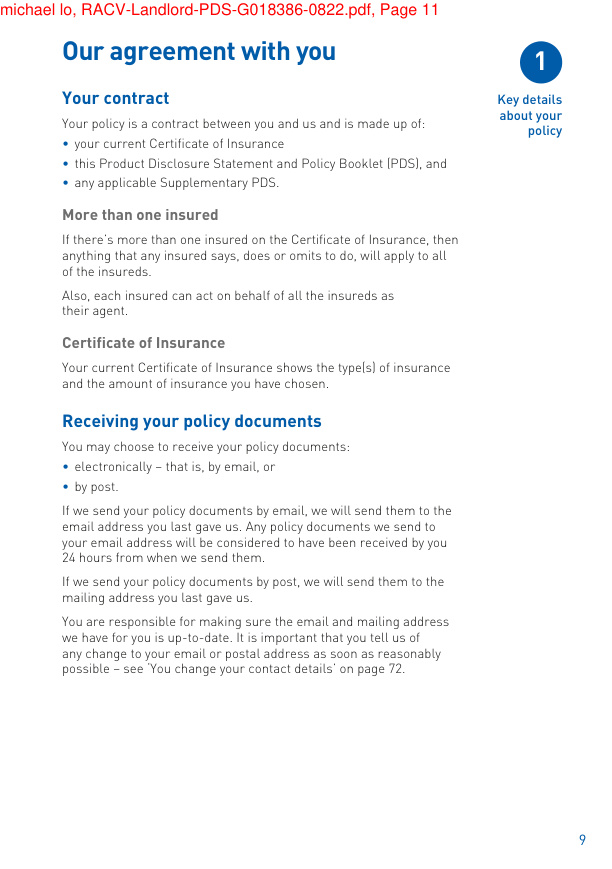 michael lo, RACV-Landlord-PDS-G018386-0822.pdf, Page 11
Our agreement with you
1
Key details
about your
policy
Your contract
Your policy is a contract between you and us and is made up of:
• your current Certificate of Insurance
• this Product Disclosure Statement and Policy Booklet (PDS), and
• any applicable Supplementary PDS.
More than one insured
If there's more than one insured on the Certificate of Insurance, then
anything that any insured says, does or omits to do, will apply to all
of the insureds.
Also, each insured can act on behalf of all the insureds as
their agent.
Certificate of Insurance
Your current Certificate of Insurance shows the type(s) of insurance
and the amount of insurance you have chosen.
Receiving your policy documents
You may choose to receive your policy documents:
• electronically – that is, by email, or
• by post.
If we send your policy documents by email, we will send them to the
email address you last gave us. Any policy documents we send to
your email address will be considered to have been received by you
24 hours from when we send them.
If we send your policy documents by post, we will send them to the
mailing address you last gave us.
You are responsible for making sure the email and mailing address
we have for you is up-to-date. It is important that you tell us of
any change to your email or postal address as soon as reasonably
possible – see 'You change your contact details' on page 72.
9